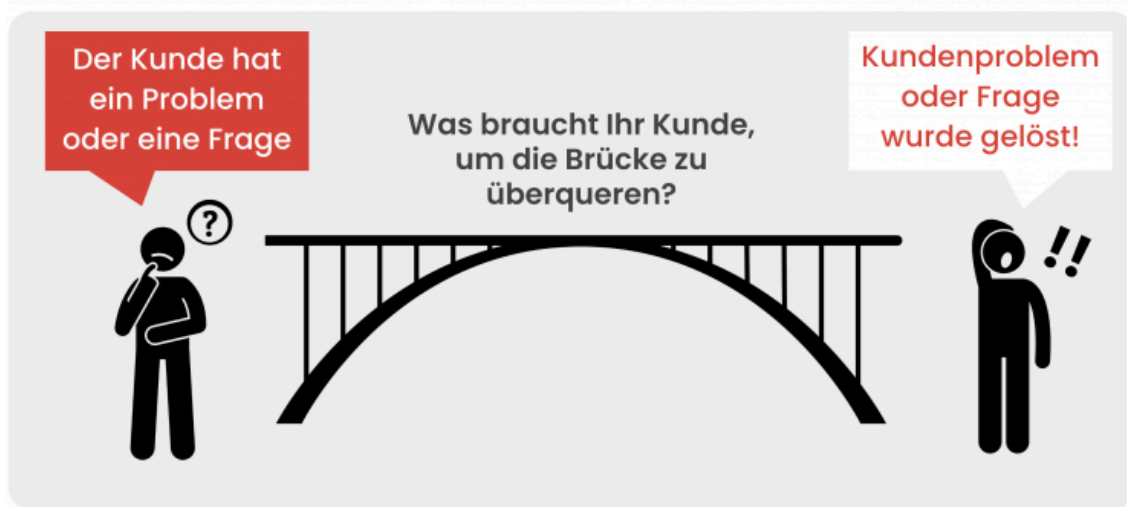 Der Kunde hat
ein Problem
oder eine Frage
Was braucht Ihr Kunde,
um die Brücke zu
überqueren?
Kundenproblem
oder Frage
wurde gelöst!
?
!!